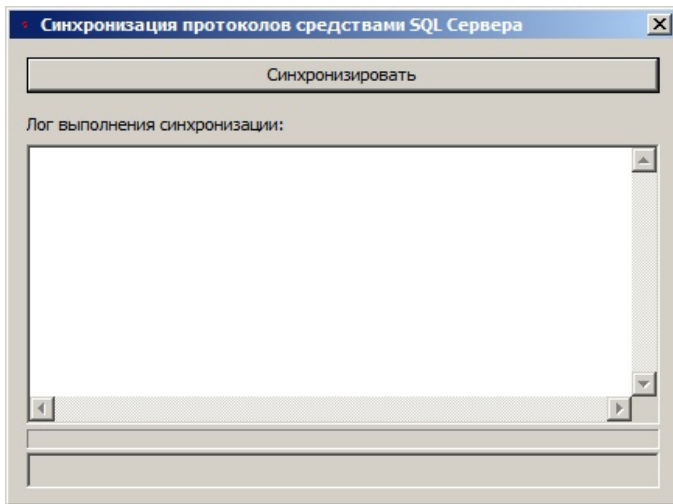 Синхронизация протоколов средствами SQL Сервера
Синхронизировать
Лог выполнения синхронизации: